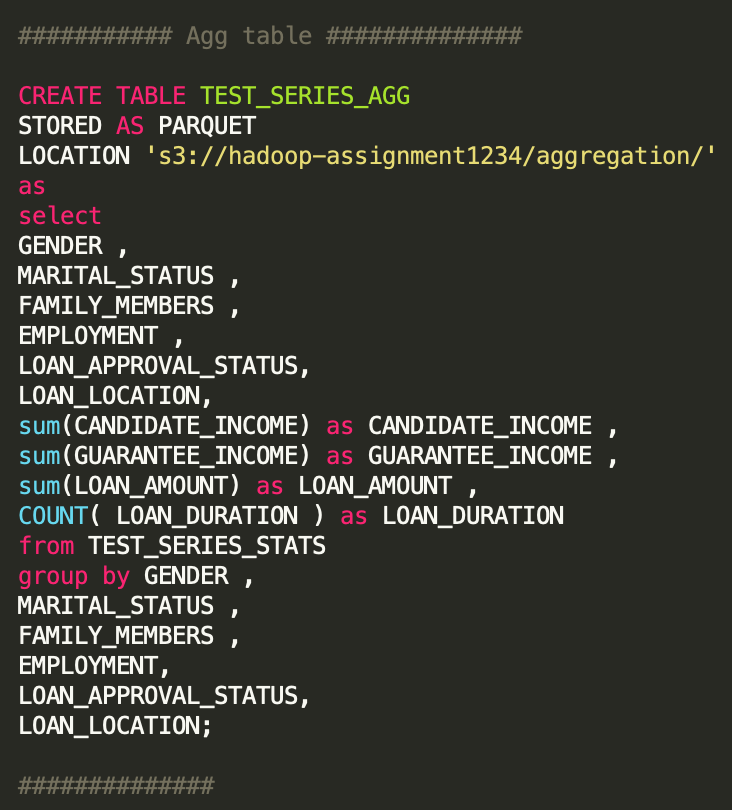 ########### Agg table ##############
CREATE TABLE TEST_SERIES_AGG
STORED AS PARQUET
LOCATION 's3://hadoop-assignment1234/aggregation/'
as
select
GENDER ,
MARITAL_STATUS ,
FAMILY_MEMBERS ,
EMPLOYMENT ,
LOAN_APPROVAL_STATUS,
LOAN_LOCATION,
sum(CANDIDATE_INCOME) as CANDIDATE_INCOME ,
sum(GUARANTEE_INCOME) as GUARANTEE_INCOME ,
sum(LOAN_AMOUNT) as LOAN_AMOUNT ,
COUNT( LOAN_DURATION ) as LOAN_DURATION
from TEST_SERIES_STATS
group by GENDER ,
MARITAL_STATUS ,
FAMILY_MEMBERS ,
EMPLOYMENT,
LOAN_APPROVAL_STATUS,
LOAN_LOCATION;
##############